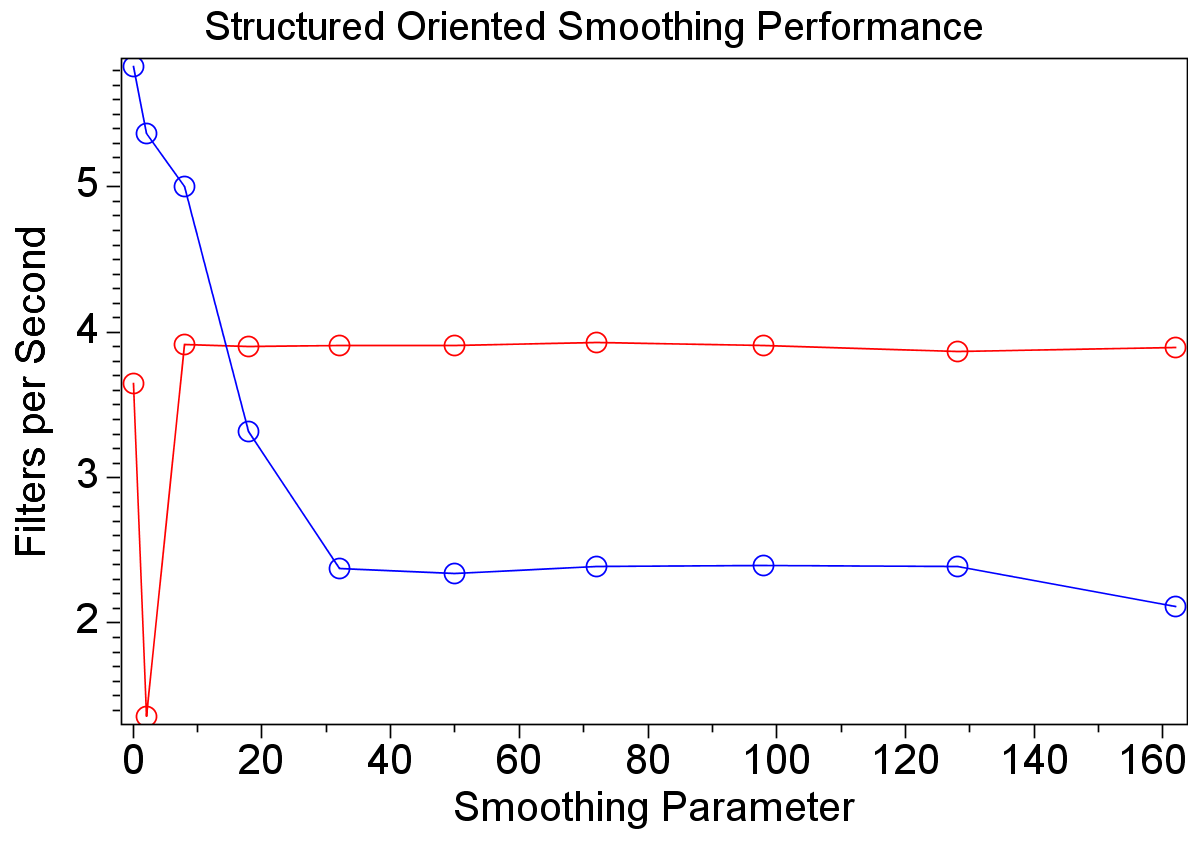 Structured Oriented Smoothing Performance
Filters per Second
5
4
3
2
0 20 40 60 80 100 120 140 160
Smoothing Parameter